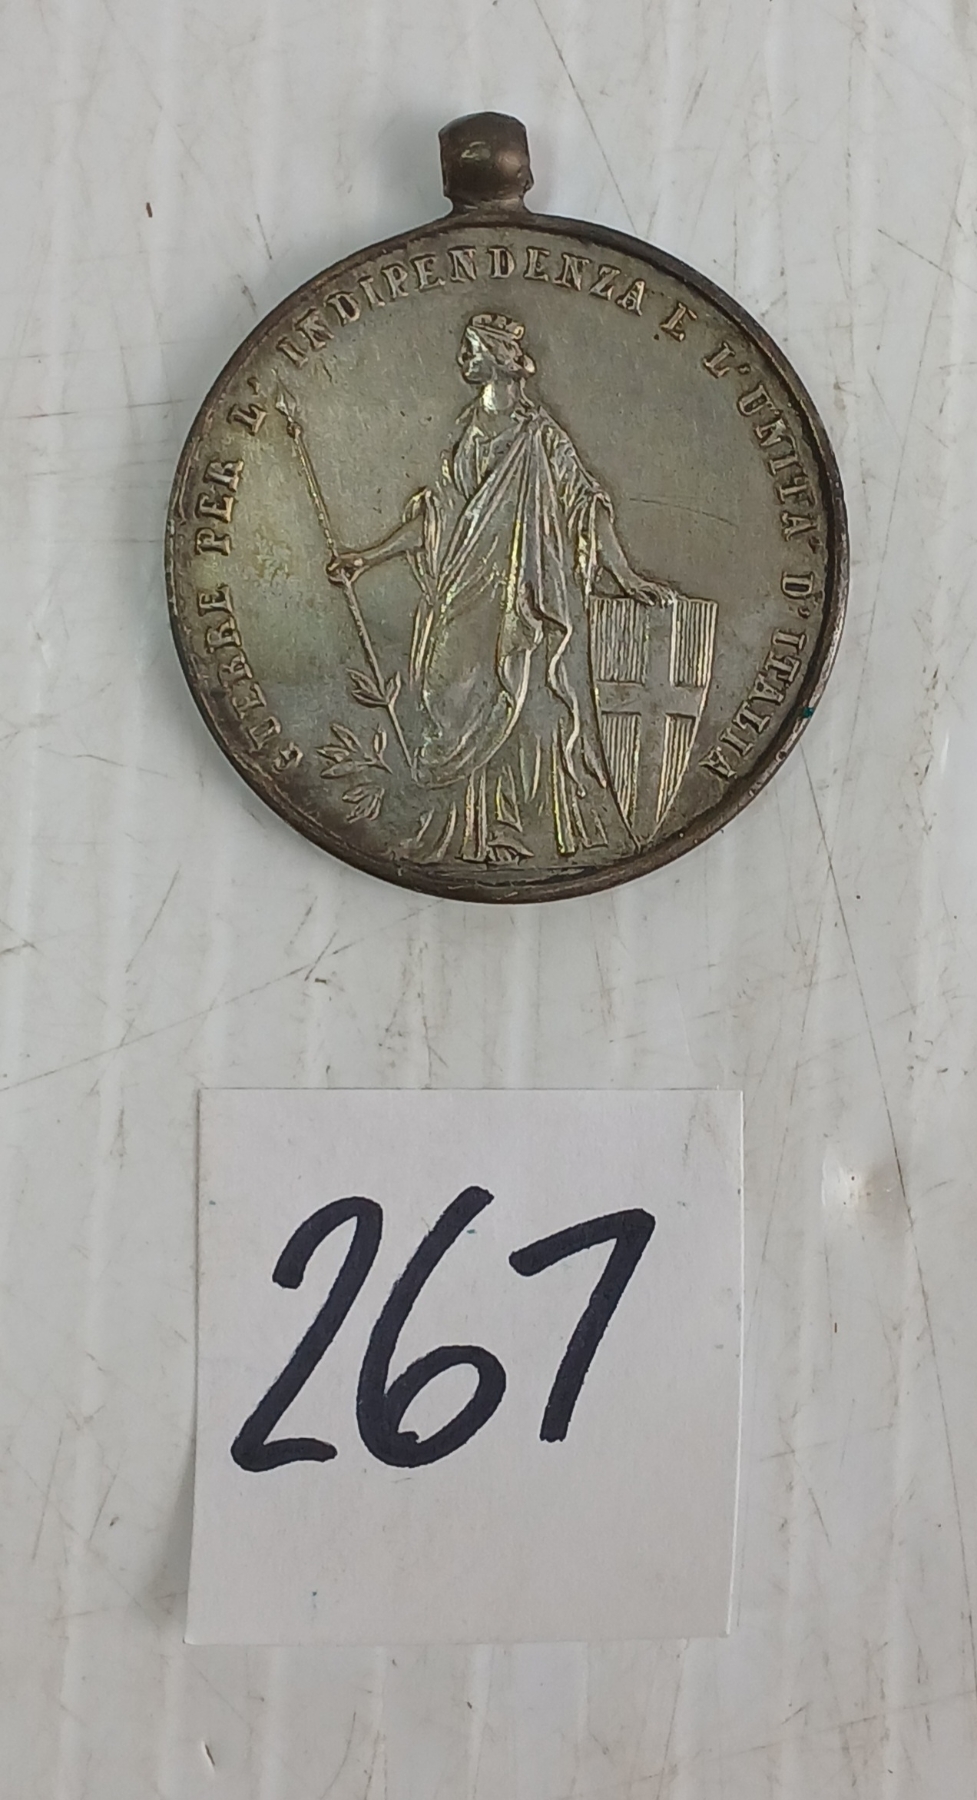 GUERRE PER L'INDIPENDENZA E L'UNITA' D'ITALIA
267